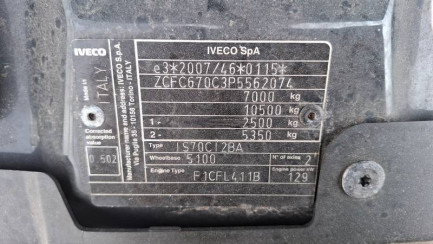 IVECO
IVECO SpA
e3*2007/46*0115*
ZCFC670C3P5562074
7000 kg
10500 kg
1- 2500 kg
2- 5350 kg
Type IS70CI2BA
Wheelbase 5100 N° of axles 2
Engine Type F1CFL411B Engine power kW 129
Made in ITALY
Manufacturer name and address: IVECO S.p.A.
Via Puglia 35 - 10156 Torino - ITALY
Corrected
absorption
value
0.502